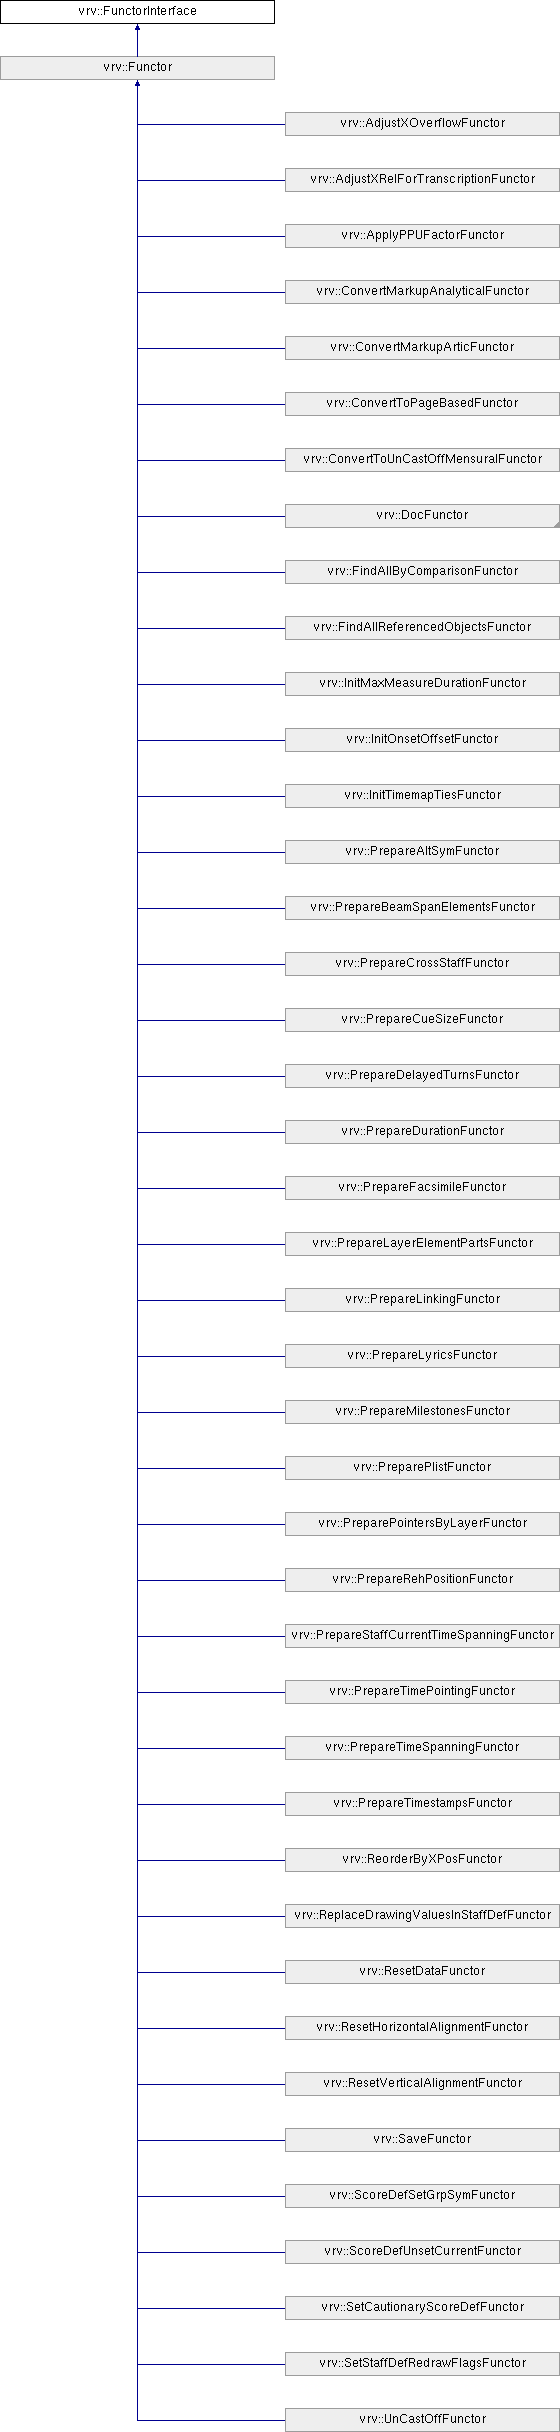 vrv::FunctorInterface
vrv::Functor
vrv::AdjustXOverflowFunctor
vrv::AdjustXRelForTranscriptionFunctor
vrv::ApplyPPUFactorFunctor
vrv::ConvertMarkupAnalyticalFunctor
vrv::ConvertMarkupArticFunctor
vrv::ConvertToPageBasedFunctor
vrv::ConvertToUnCastOffMensuralFunctor
vrv::DocFunctor
vrv::FindAllByComparisonFunctor
vrv::FindAllReferencedObjectsFunctor
vrv::InitMaxMeasureDurationFunctor
vrv::InitOnsetOffsetFunctor
vrv::InitTimemapTiesFunctor
vrv::PrepareAltSymFunctor
vrv::PrepareBeamSpanElementsFunctor
vrv::PrepareCrossStaffFunctor
vrv::PrepareCueSizeFunctor
vrv::PrepareDelayedTurnsFunctor
vrv::PrepareDurationFunctor
vrv::PrepareFacsimileFunctor
vrv::PrepareLayerElementPartsFunctor
vrv::PrepareLinkingFunctor
vrv::PrepareLyricsFunctor
vrv::PrepareMilestonesFunctor
vrv::PreparePlistFunctor
vrv::PreparePointersByLayerFunctor
vrv::PrepareRehPositionFunctor
vrv::PrepareStaffCurrentTimeSpanningFunctor
vrv::PrepareTimePointingFunctor
vrv::PrepareTimeSpanningFunctor
vrv::PrepareTimestampsFunctor
vrv::ReorderByXPosFunctor
vrv::ReplaceDrawingValuesInStaffDefFunctor
vrv::ResetDataFunctor
vrv::ResetHorizontalAlignmentFunctor
vrv::ResetVerticalAlignmentFunctor
vrv::SaveFunctor
vrv::ScoreDefSetGrpSymFunctor
vrv::ScoreDefUnsetCurrentFunctor
vrv::SetCautionaryScoreDefFunctor
vrv::SetStaffDefRedrawFlagsFunctor
vrv::UnCastOffFunctor